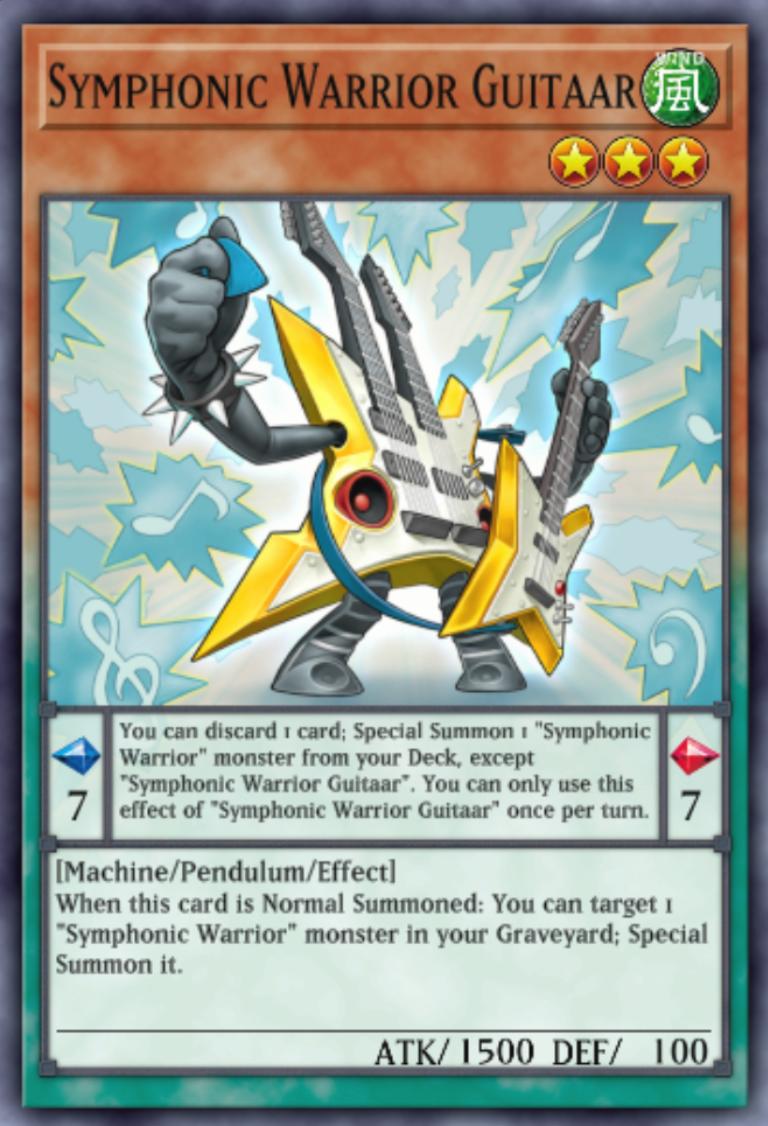 SYMPHONIC WARRIOR GUITAAR
WIND
風
You can discard 1 card; Special Summon 1 "Symphonic
Warrior" monster from your Deck, except
"Symphonic Warrior Guitaar". You can only use this
effect of "Symphonic Warrior Guitaar" once per turn.
7
7
[Machine/Pendulum/Effect]
When this card is Normal Summoned: You can target 1
"Symphonic Warrior" monster in your Graveyard; Special
Summon it.
ATK/ 1500 DEF/ 100